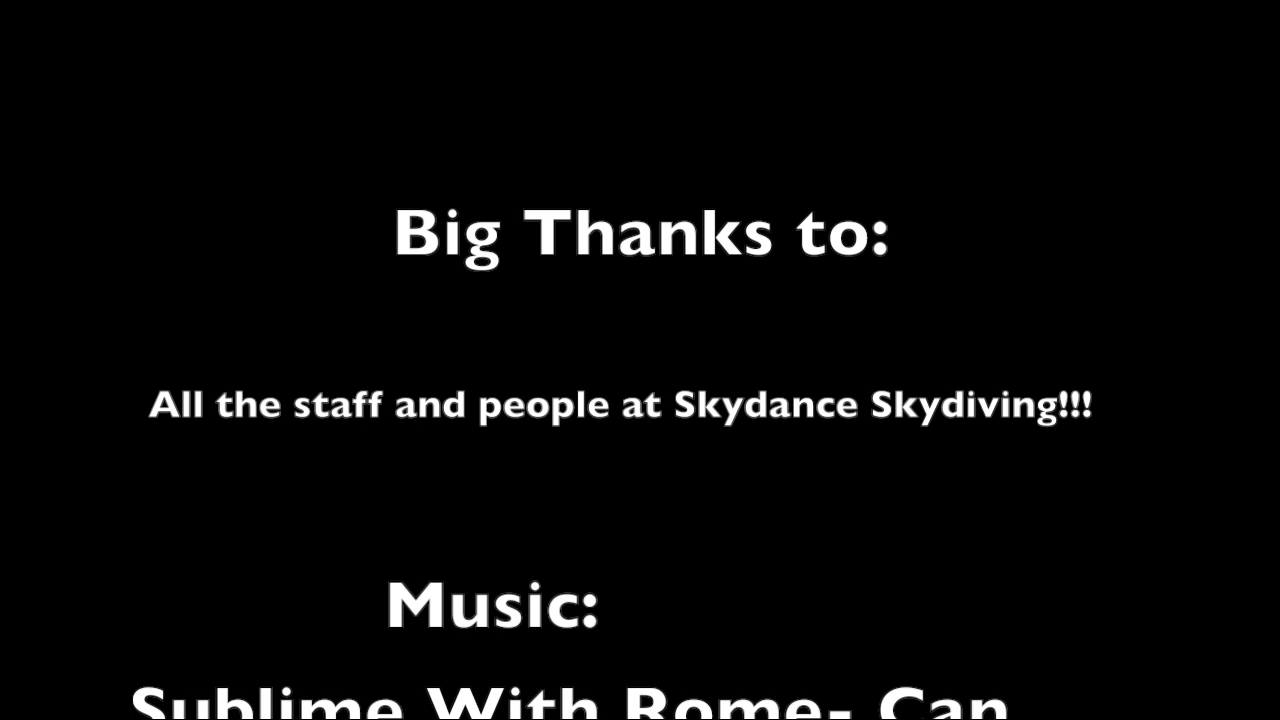 Big Thanks to:
All the staff and people at Skydance Skydiving!!!
Music:
Sublime With Rome- Can